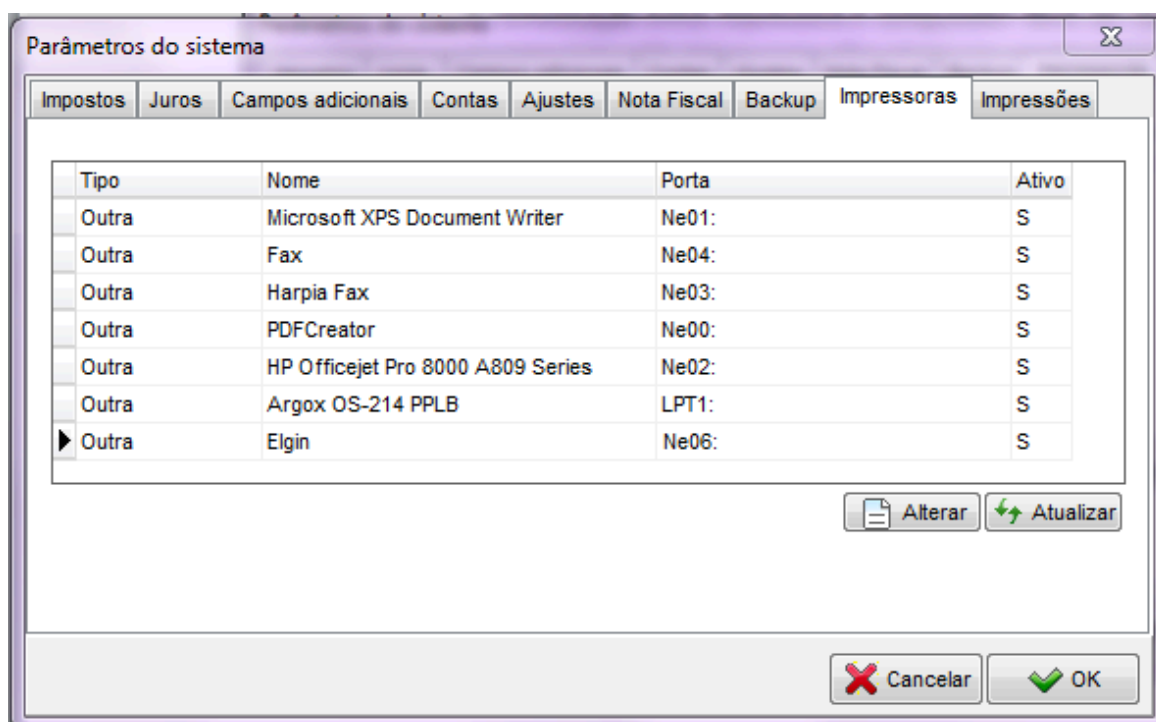 Parâmetros do sistema
Impostos Juros Campos adicionais Contas Ajustes Nota Fiscal Backup Impressoras Impressões
Tipo Nome Porta Ativo
Outra Microsoft XPS Document Writer Ne01: S
Outra Fax Ne04: S
Outra Harpia Fax Ne03: S
Outra PDFCreator Ne00: S
Outra HP Officejet Pro 8000 A809 Series Ne02: S
Outra Argox OS-214 PPLB LPT1: S
Outra Elgin Ne06: S
Alterar Atualizar
Cancelar OK